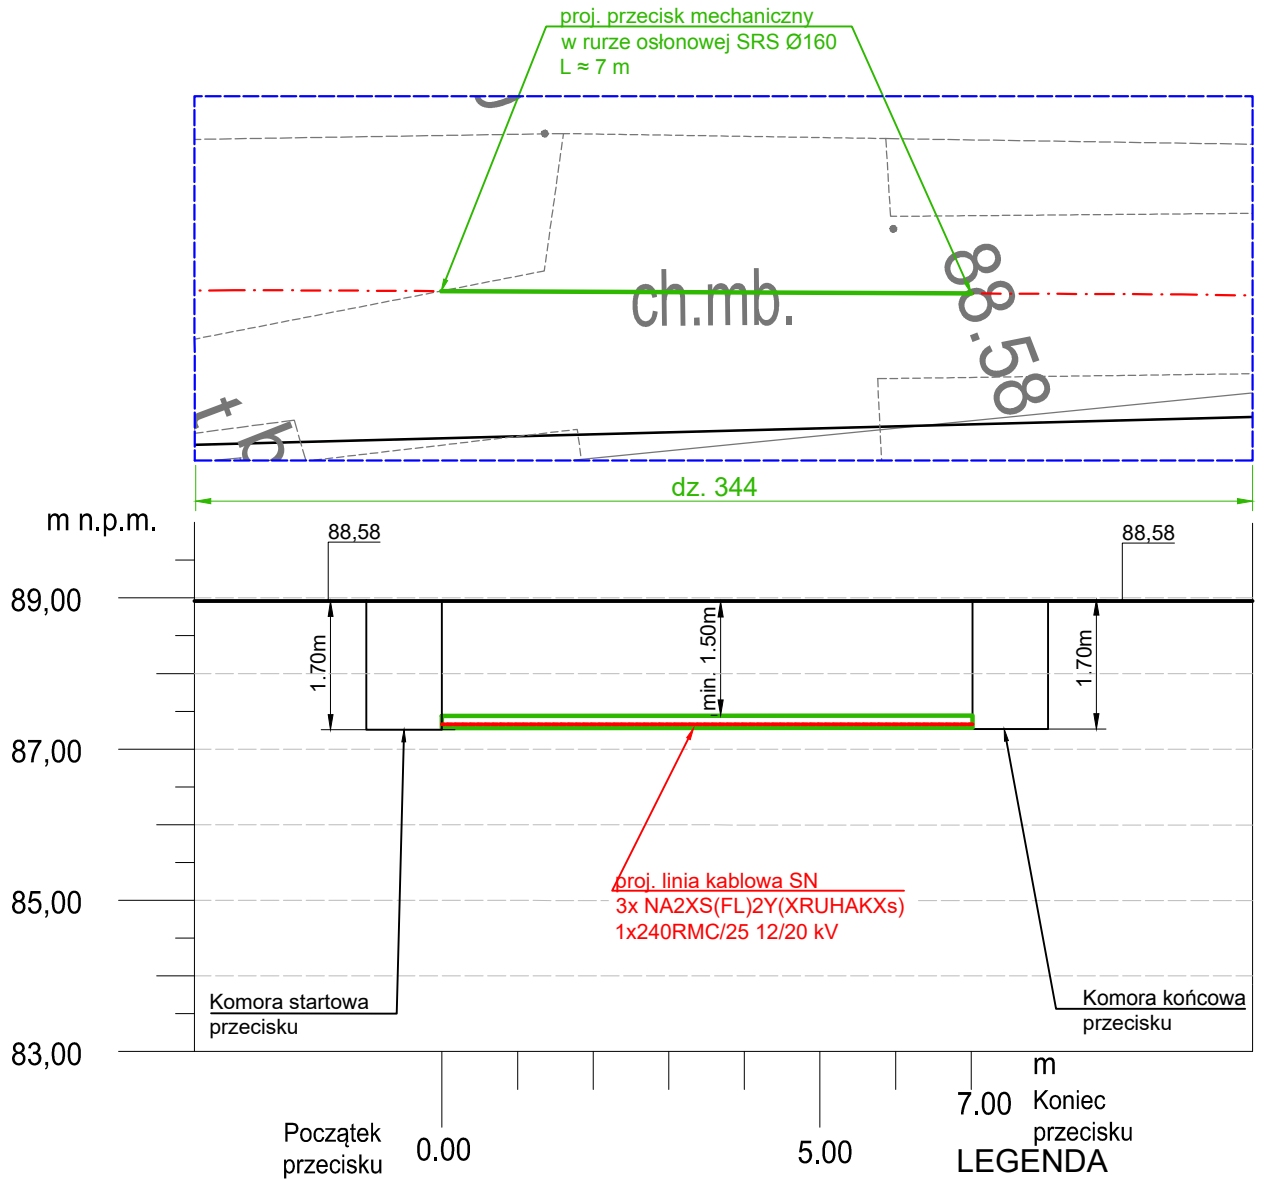 proj. przecisk mechaniczny
w rurze osłonowej SRS Ø160
L ≈ 7 m
ch.mb.
88.58
t b
dz. 344
m n.p.m.
88,58
88,58
89,00
1.70m
min. 1.50m
1.70m
87,00
proj. linia kablowa SN
3x NA2XS(FL)2Y(XRUHAKXs)
1x240RMC/25 12/20 kV
85,00
Komora startowa
przecisku
Komora końcowa
przecisku
83,00
m
Początek
przecisku
0.00
5.00
7.00
Koniec
przecisku
LEGENDA